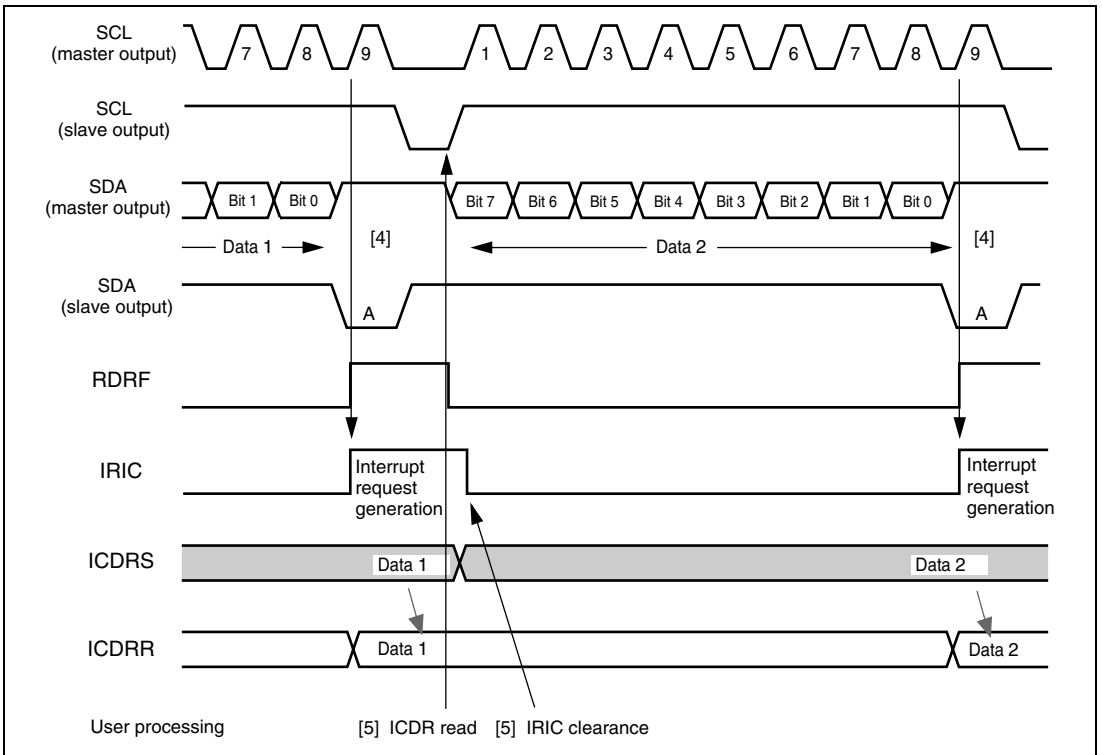 SCL
(master output)
7 8 9 1 2 3 4 5 6 7 8 9
SCL
(slave output)
SDA
(master output)
Bit 1 Bit 0 Bit 7 Bit 6 Bit 5 Bit 4 Bit 3 Bit 2 Bit 1 Bit 0
Data 1 [4] Data 2 [4]
SDA
(slave output)
A A
RDRF
IRIC
Interrupt
request
generation
Interrupt
request
generation
ICDRS
Data 1 Data 2
ICDRR
Data 1 Data 2
User processing [5] ICDR read [5] IRIC clearance